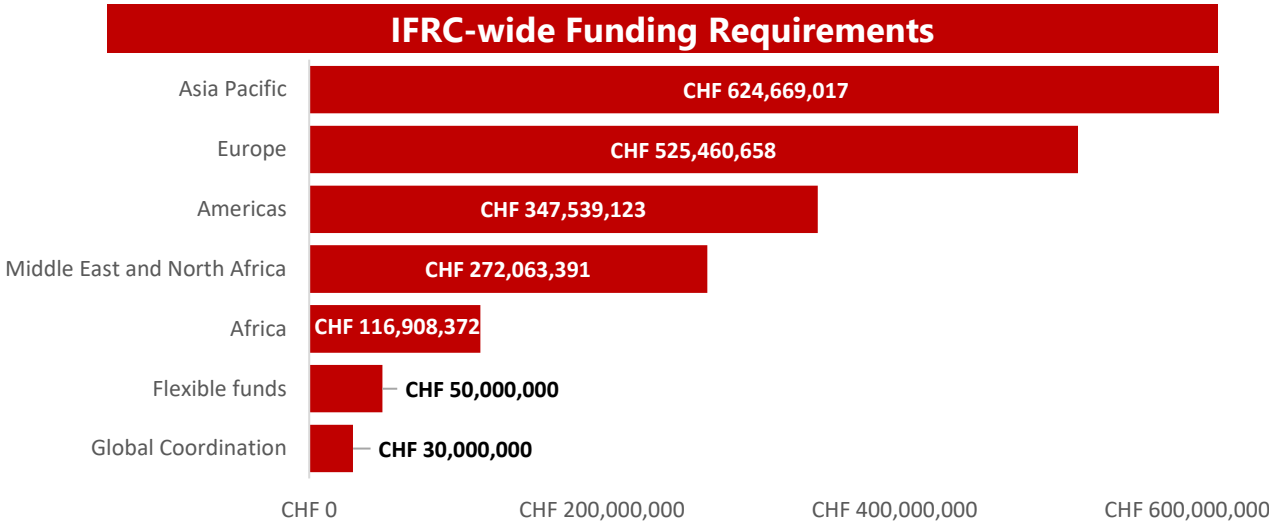 IFRC-wide Funding Requirements
Asia Pacific CHF 624,669,017
Europe CHF 525,460,658
Americas CHF 347,539,123
Middle East and North Africa CHF 272,063,391
Africa CHF 116,908,372
Flexible funds CHF 50,000,000
Global Coordination CHF 30,000,000
CHF 0 CHF 200,000,000 CHF 400,000,000 CHF 600,000,000